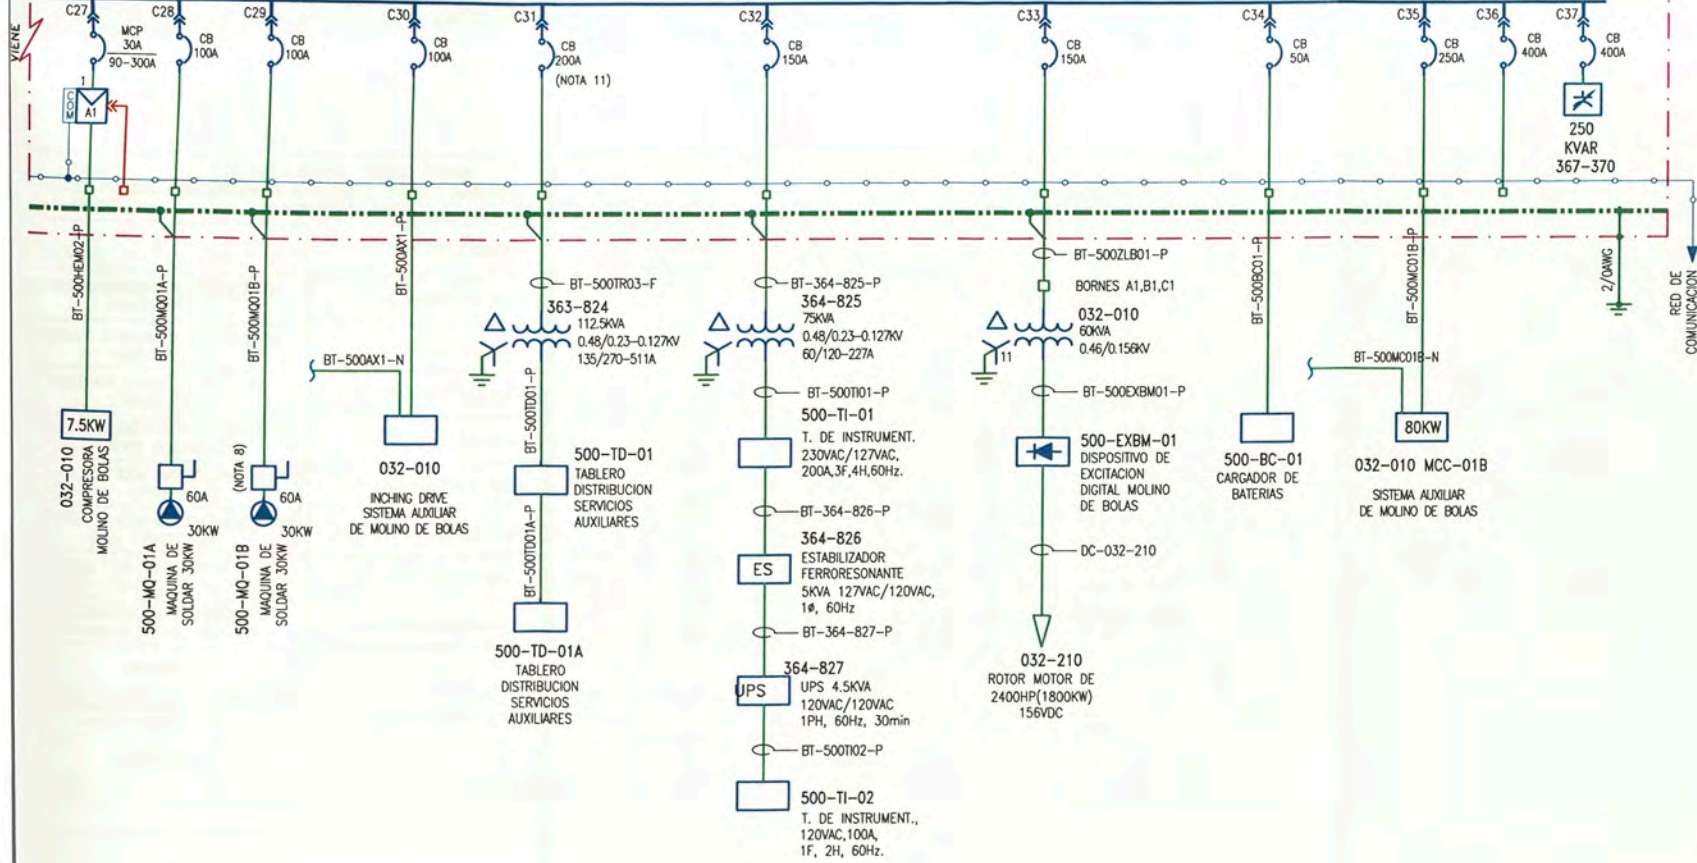 VIENE
C27
C28
C29
C30
C31
C32
C33
C34
C35
C36
C37
MCP
30A
90-300A
CB
100A
CB
100A
CB
100A
CB
200A
(NOTA 11)
CB
150A
CB
150A
CB
50A
CB
250A
CB
400A
CB
400A
1
COM
A1
250
KVAR
367-370
BT-500HEM02-P
BT-500MQ01A-P
BT-500MQ01B-P
BT-500AX1-P
BT-500AX1-N
BT-500TR03-F
363-824
112.5KVA
0.48/0.23-0.127KV
135/270-511A
BT-500TD01-P
BT-364-825-P
364-825
75KVA
0.48/0.23-0.127KV
60/120-227A
BT-500TI01-P
BT-500ZLB01-P
BORNES A1,B1,C1
032-010
60KVA
0.46/0.156KV
11
BT-500EXBM01-P
BT-500BC01-P
BT-500MC01B-P
BT-500MC01B-N
2/0AWG
RED DE
COMUNICACION
7.5KW
032-010
COMPRESORA
MOLINO DE BOLAS
60A
30KW
500-MQ-01A
MAQUINA DE
SOLDAR 30KW
(NOTA 8)
60A
30KW
500-MQ-01B
MAQUINA DE
SOLDAR 30KW
032-010
INCHING DRIVE
SISTEMA AUXILIAR
DE MOLINO DE BOLAS
500-TD-01
TABLERO
DISTRIBUCION
SERVICIOS
AUXILIARES
BT-500TD01A-P
500-TD-01A
TABLERO
DISTRIBUCION
SERVICIOS
AUXILIARES
500-TI-01
T. DE INSTRUMENT.
230VAC/127VAC,
200A,3F,4H,60Hz.
BT-364-826-P
364-826
ES
ESTABILIZADOR
FERRORESONANTE
5KVA 127VAC/120VAC,
1ø, 60Hz
BT-364-827-P
364-827
UPS
UPS 4.5KVA
120VAC/120VAC
1PH, 60Hz, 30min
BT-500TI02-P
500-TI-02
T. DE INSTRUMENT.,
120VAC,100A,
1F, 2H, 60Hz.
500-EXBM-01
DISPOSITIVO DE
EXCITACION
DIGITAL MOLINO
DE BOLAS
DC-032-210
032-210
ROTOR MOTOR DE
2400HP(1800KW)
156VDC
500-BC-01
CARGADOR DE
BATERIAS
80KW
032-010 MCC-01B
SISTEMA AUXILIAR
DE MOLINO DE BOLAS